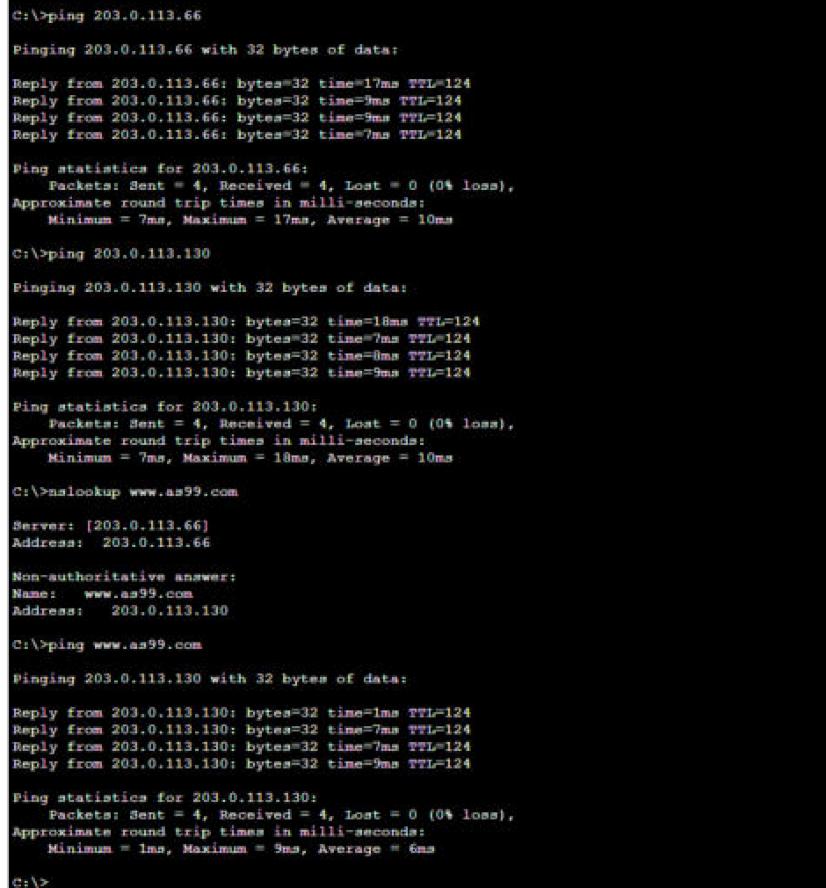 C:\>ping 203.0.113.66
Pinging 203.0.113.66 with 32 bytes of data:
Reply from 203.0.113.66: bytes=32 time=17ms TTL=124
Reply from 203.0.113.66: bytes=32 time=9ms TTL=124
Reply from 203.0.113.66: bytes=32 time=9ms TTL=124
Reply from 203.0.113.66: bytes=32 time=7ms TTL=124
Ping statistics for 203.0.113.66:
    Packets: Sent = 4, Received = 4, Lost = 0 (0% loss),
Approximate round trip times in milli-seconds:
    Minimum = 7ms, Maximum = 17ms, Average = 10ms
C:\>ping 203.0.113.130
Pinging 203.0.113.130 with 32 bytes of data:
Reply from 203.0.113.130: bytes=32 time=18ms TTL=124
Reply from 203.0.113.130: bytes=32 time=7ms TTL=124
Reply from 203.0.113.130: bytes=32 time=8ms TTL=124
Reply from 203.0.113.130: bytes=32 time=9ms TTL=124
Ping statistics for 203.0.113.130:
    Packets: Sent = 4, Received = 4, Lost = 0 (0% loss),
Approximate round trip times in milli-seconds:
    Minimum = 7ms, Maximum = 18ms, Average = 10ms
C:\>nslookup www.as99.com
Server: [203.0.113.66]
Address:  203.0.113.66
Non-authoritative answer:
Name:   www.as99.com
Address:   203.0.113.130
C:\>ping www.as99.com
Pinging 203.0.113.130 with 32 bytes of data:
Reply from 203.0.113.130: bytes=32 time=1ms TTL=124
Reply from 203.0.113.130: bytes=32 time=7ms TTL=124
Reply from 203.0.113.130: bytes=32 time=7ms TTL=124
Reply from 203.0.113.130: bytes=32 time=9ms TTL=124
Ping statistics for 203.0.113.130:
    Packets: Sent = 4, Received = 4, Lost = 0 (0% loss),
Approximate round trip times in milli-seconds:
    Minimum = 1ms, Maximum = 9ms, Average = 6ms
C:\>